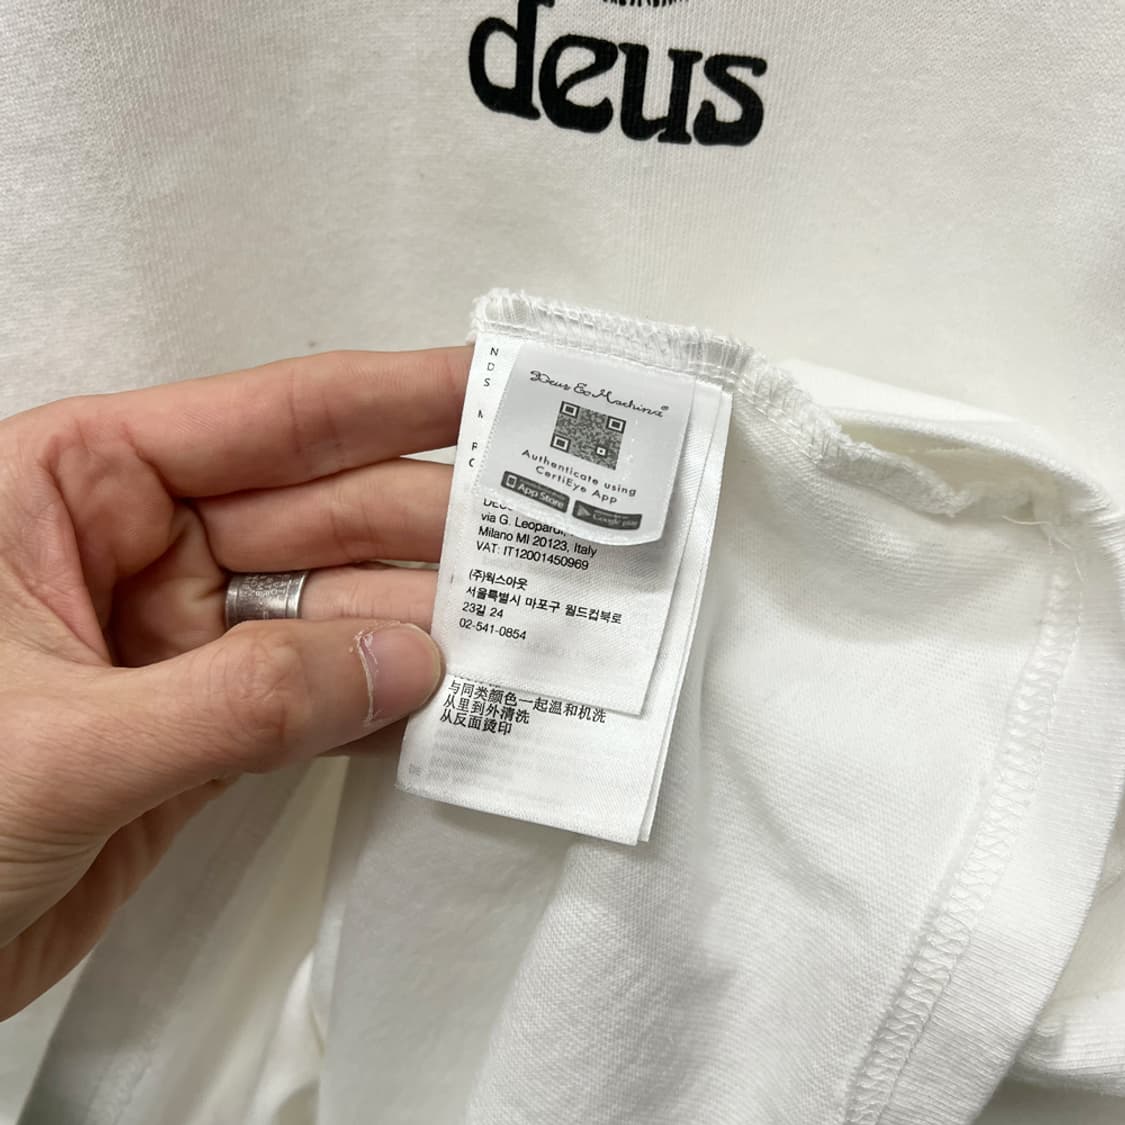 deus
N
D
S
Deus Ex Machina®
Authenticate using
CertiEye App
App Store
Google play
via G. Leopardi,
Milano MI 20123, Italy
VAT: IT12001450969
(주)웍스아웃
서울특별시 마포구 월드컵북로
23길 24
02-541-0854
与同类颜色一起温和机洗
从里到外清洗
从反面烫印